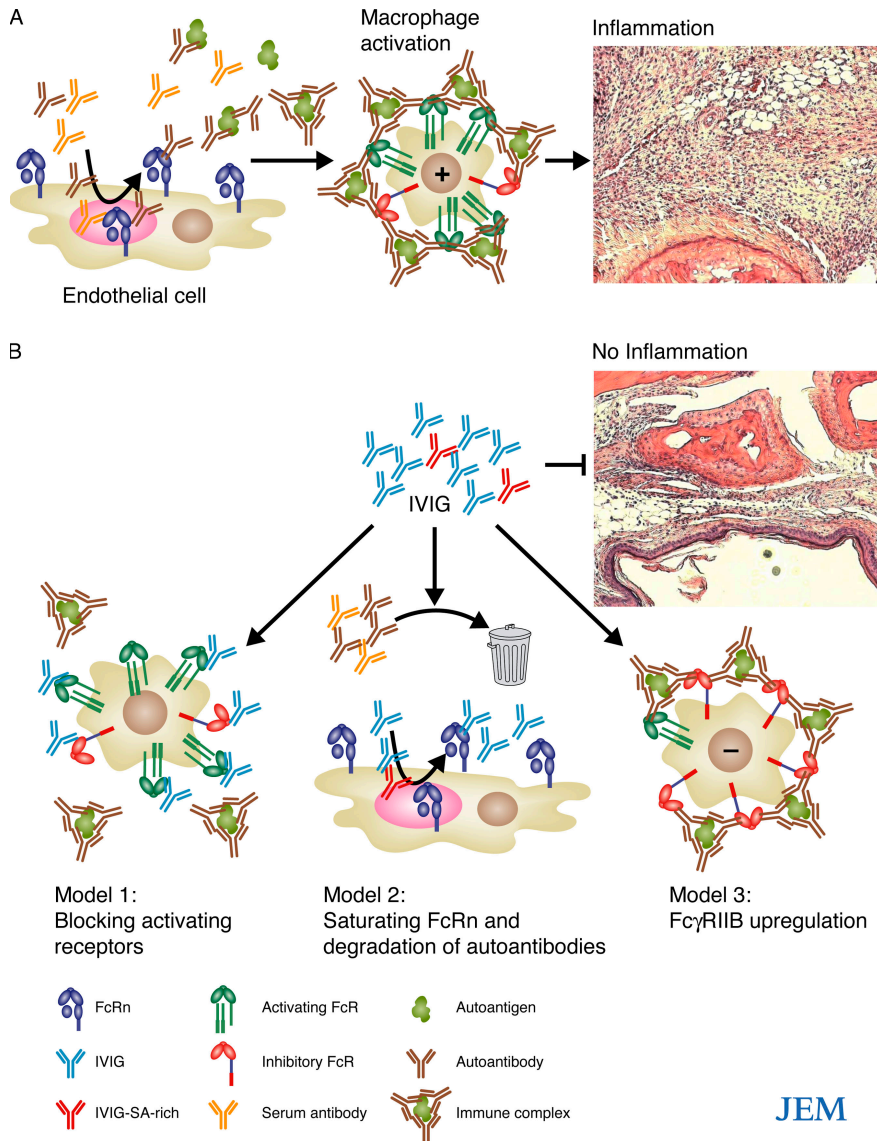 A
Macrophage
activation
Inflammation
+
Endothelial cell
B
No Inflammation
IVIG
–
Model 1:
Blocking activating
receptors
Model 2:
Saturating FcRn and
degradation of autoantibodies
Model 3:
FcγRIIB upregulation
FcRn
Activating FcR
Autoantigen
IVIG
Inhibitory FcR
Autoantibody
IVIG-SA-rich
Serum antibody
Immune complex
JEM